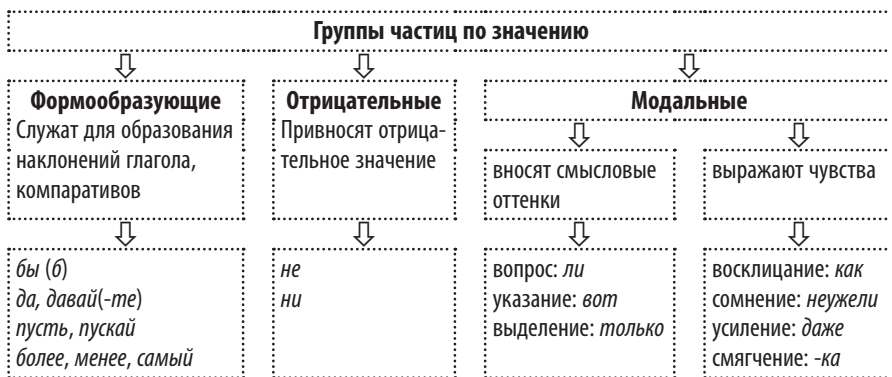 Группы частиц по значению
Формообразующие
Служат для образования
наклонений глагола,
компаративов
Отрицательные
Привносят отрица-
тельное значение
Модальные
вносят смысловые
оттенки
выражают чувства
бы (б)
да, давай(-те)
пусть, пускай
более, менее, самый
не
ни
вопрос: ли
указание: вот
выделение: только
восклицание: как
сомнение: неужели
усиление: даже
смягчение: -ка